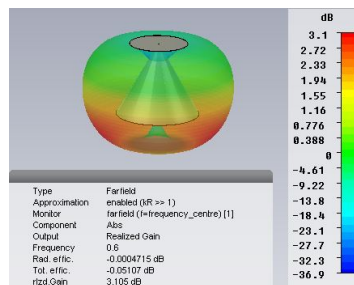 dB
3.1
2.72
2.33
1.94
1.55
1.16
0.776
0.388
0
-4.61
-9.22
-13.8
-18.4
-23.1
-27.7
-32.3
-36.9
Type Farfield
Approximation enabled (kR >> 1)
Monitor farfield (f=frequency_centre) [1]
Component Abs
Output Realized Gain
Frequency 0.6
Rad. effic. -0.0004715 dB
Tot. effic. -0.05107 dB
rlzd.Gain 3.105 dB